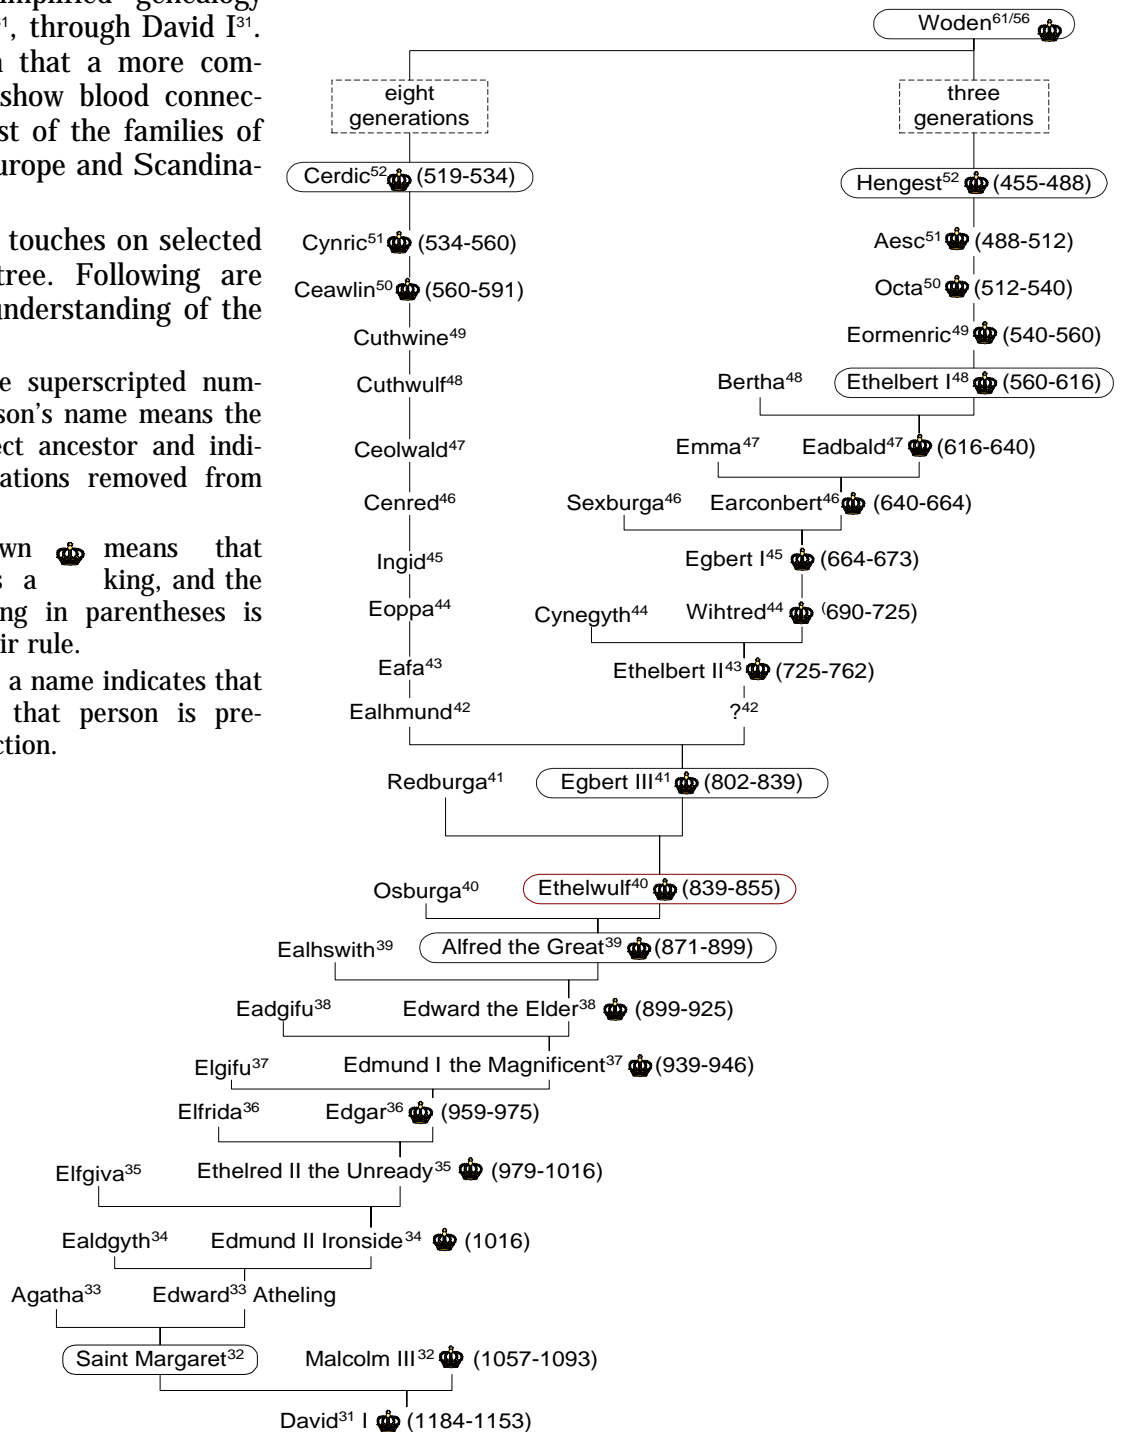 mplified genealogy
⁶¹, through David I³¹.
that a more com-
show blood connec-
st of the families of
urope and Scandina-
touches on selected
tree. Following are
understanding of the
e superscripted num-
son’s name means the
ect ancestor and indi-
ations removed from
wn means that
s a king, and the
ng in parentheses is
ir rule.
a name indicates that
that person is pre-
ction.
Woden⁶¹/⁵⁶
eight
generations
three
generations
Cerdic⁵² (519-534)
Hengest⁵² (455-488)
Cynric⁵¹ (534-560)
Aesc⁵¹ (488-512)
Ceawlin⁵⁰ (560-591)
Octa⁵⁰ (512-540)
Cuthwine⁴⁹
Eormenric⁴⁹ (540-560)
Cuthwulf⁴⁸
Bertha⁴⁸ Ethelbert I⁴⁸ (560-616)
Ceolwald⁴⁷
Emma⁴⁷ Eadbald⁴⁷ (616-640)
Cenred⁴⁶
Sexburga⁴⁶ Earconbert⁴⁶ (640-664)
Ingid⁴⁵
Egbert I⁴⁵ (664-673)
Eoppa⁴⁴
Cynegyth⁴⁴ Wihtred⁴⁴ (690-725)
Eafa⁴³
Ethelbert II⁴³ (725-762)
Ealhmund⁴²
?⁴²
Redburga⁴¹ Egbert III⁴¹ (802-839)
Osburga⁴⁰ Ethelwulf⁴⁰ (839-855)
Ealhswith³⁹ Alfred the Great³⁹ (871-899)
Eadgifu³⁸ Edward the Elder³⁸ (899-925)
Elgifu³⁷ Edmund I the Magnificent³⁷ (939-946)
Elfrida³⁶ Edgar³⁶ (959-975)
Elfgiva³⁵ Ethelred II the Unready³⁵ (979-1016)
Ealdgyth³⁴ Edmund II Ironside³⁴ (1016)
Agatha³³ Edward³³ Atheling
Saint Margaret³² Malcolm III³² (1057-1093)
David³¹ I (1184-1153)